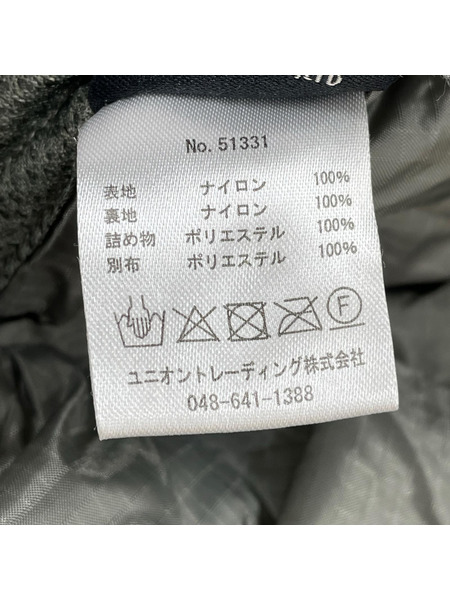 No. 51331
表地 ナイロン 100%
裏地 ナイロン 100%
詰め物 ポリエステル 100%
別布 ポリエステル 100%
F
ユニオントレーディング株式会社
048-641-1388